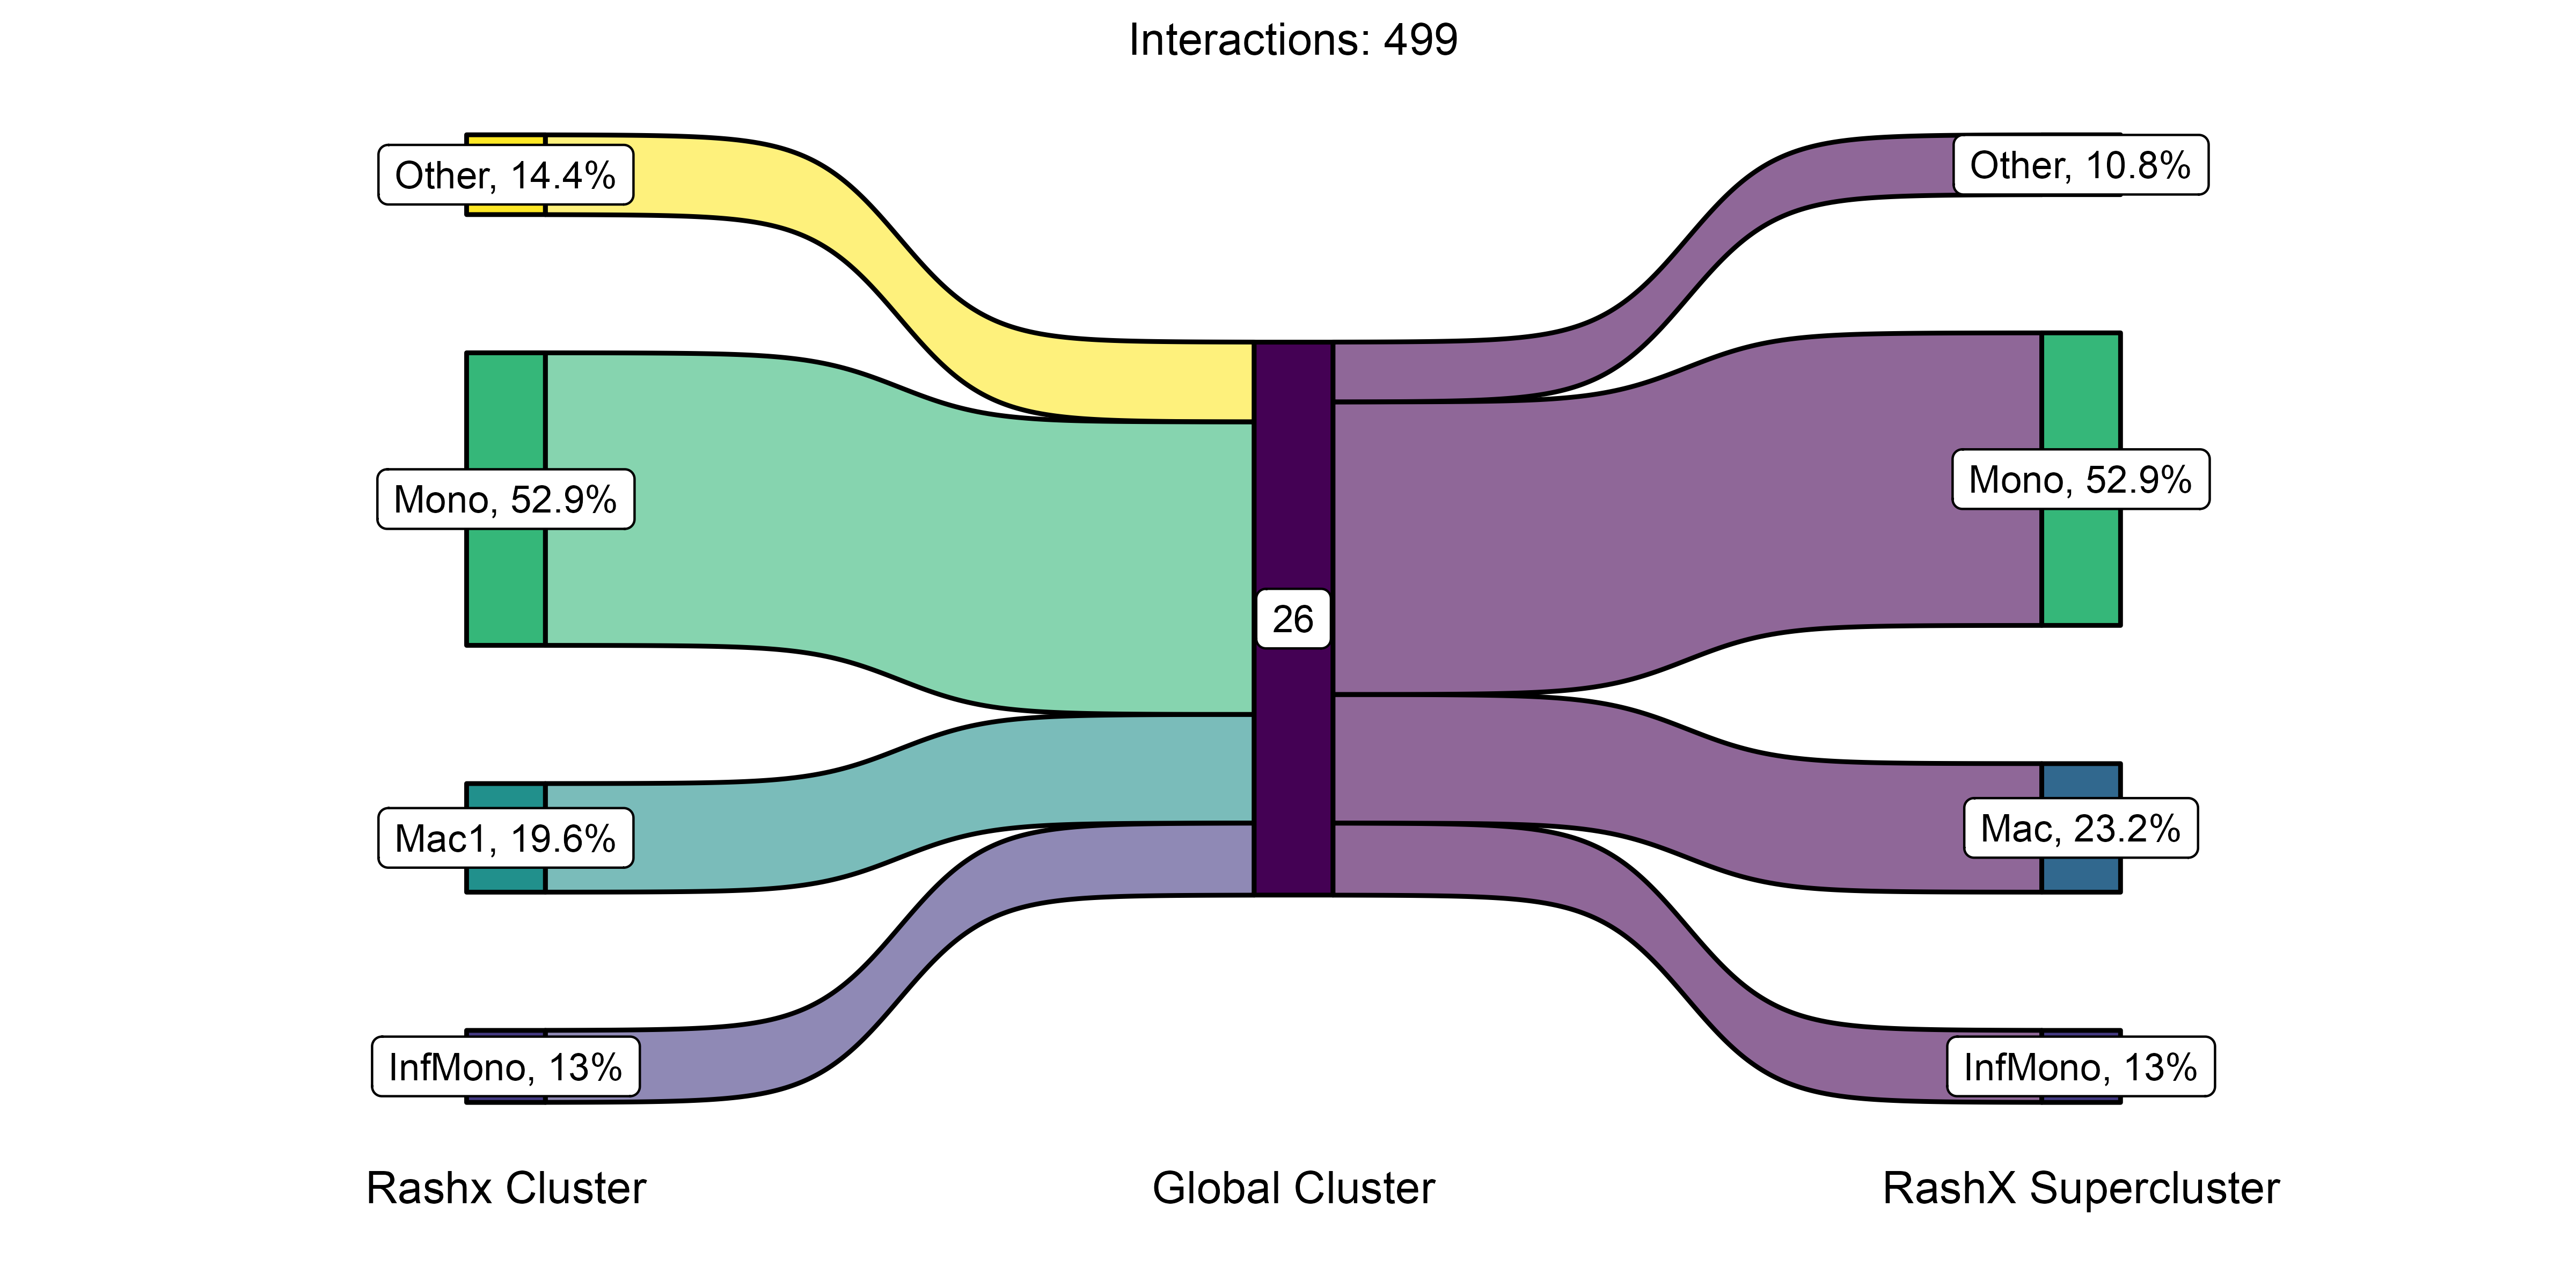 Interactions: 499
Other, 14.4%
Other, 10.8%
Mono, 52.9%
Mono, 52.9%
26
Mac1, 19.6%
Mac, 23.2%
InfMono, 13%
InfMono, 13%
Rashx Cluster
Global Cluster
RashX Supercluster